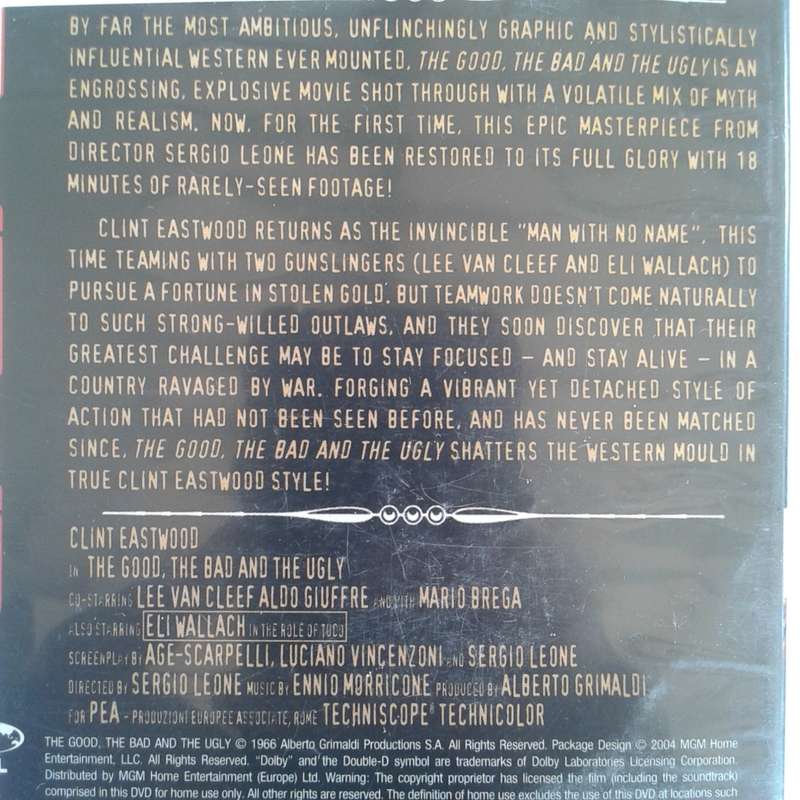 BY FAR THE MOST AMBITIOUS, UNFLINCHINGLY GRAPHIC AND STYLISTICALLY
INFLUENTIAL WESTERN EVER MOUNTED, THE GOOD, THE BAD AND THE UGLY IS AN
ENGROSSING, EXPLOSIVE MOVIE SHOT THROUGH WITH A VOLATILE MIX OF MYTH
AND REALISM. NOW, FOR THE FIRST TIME, THIS EPIC MASTERPIECE FROM
DIRECTOR SERGIO LEONE HAS BEEN RESTORED TO ITS FULL GLORY WITH 18
MINUTES OF RARELY-SEEN FOOTAGE!
CLINT EASTWOOD RETURNS AS THE INVINCIBLE "MAN WITH NO NAME", THIS
TIME TEAMING WITH TWO GUNSLINGERS (LEE VAN CLEEF AND ELI WALLACH) TO
PURSUE A FORTUNE IN STOLEN GOLD. BUT TEAMWORK DOESN'T COME NATURALLY
TO SUCH STRONG-WILLED OUTLAWS, AND THEY SOON DISCOVER THAT THEIR
GREATEST CHALLENGE MAY BE TO STAY FOCUSED – AND STAY ALIVE – IN A
COUNTRY RAVAGED BY WAR. FORGING A VIBRANT YET DETACHED STYLE OF
ACTION THAT HAD NOT BEEN SEEN BEFORE, AND HAS NEVER BEEN MATCHED
SINCE, THE GOOD, THE BAD AND THE UGLY SHATTERS THE WESTERN MOULD IN
TRUE CLINT EASTWOOD STYLE!
CLINT EASTWOOD
IN THE GOOD, THE BAD AND THE UGLY
CO-STARRING LEE VAN CLEEF ALDO GIUFFRE AND WITH MARIO BREGA
ALSO STARRING ELI WALLACH IN THE ROLE OF TUCO
SCREENPLAY BY AGE-SCARPELLI, LUCIANO VINCENZONI AND SERGIO LEONE
DIRECTED BY SERGIO LEONE MUSIC BY ENNIO MORRICONE PRODUCED BY ALBERTO GRIMALDI
FOR PEA - PRODUZIONI EUROPEE ASSOCIATE, ROME TECHNISCOPE® TECHNICOLOR
THE GOOD, THE BAD AND THE UGLY © 1966 Alberto Grimaldi Productions S.A. All Rights Reserved. Package Design © 2004 MGM Home
Entertainment, LLC. All Rights Reserved. "Dolby" and the Double-D symbol are trademarks of Dolby Laboratories Licensing Corporation.
Distributed by MGM Home Entertainment (Europe) Ltd. Warning: The copyright proprietor has licensed the film (including the soundtrack)
comprised in this DVD for home use only. All other rights are reserved. The definition of home use excludes the use of this DVD at locations such